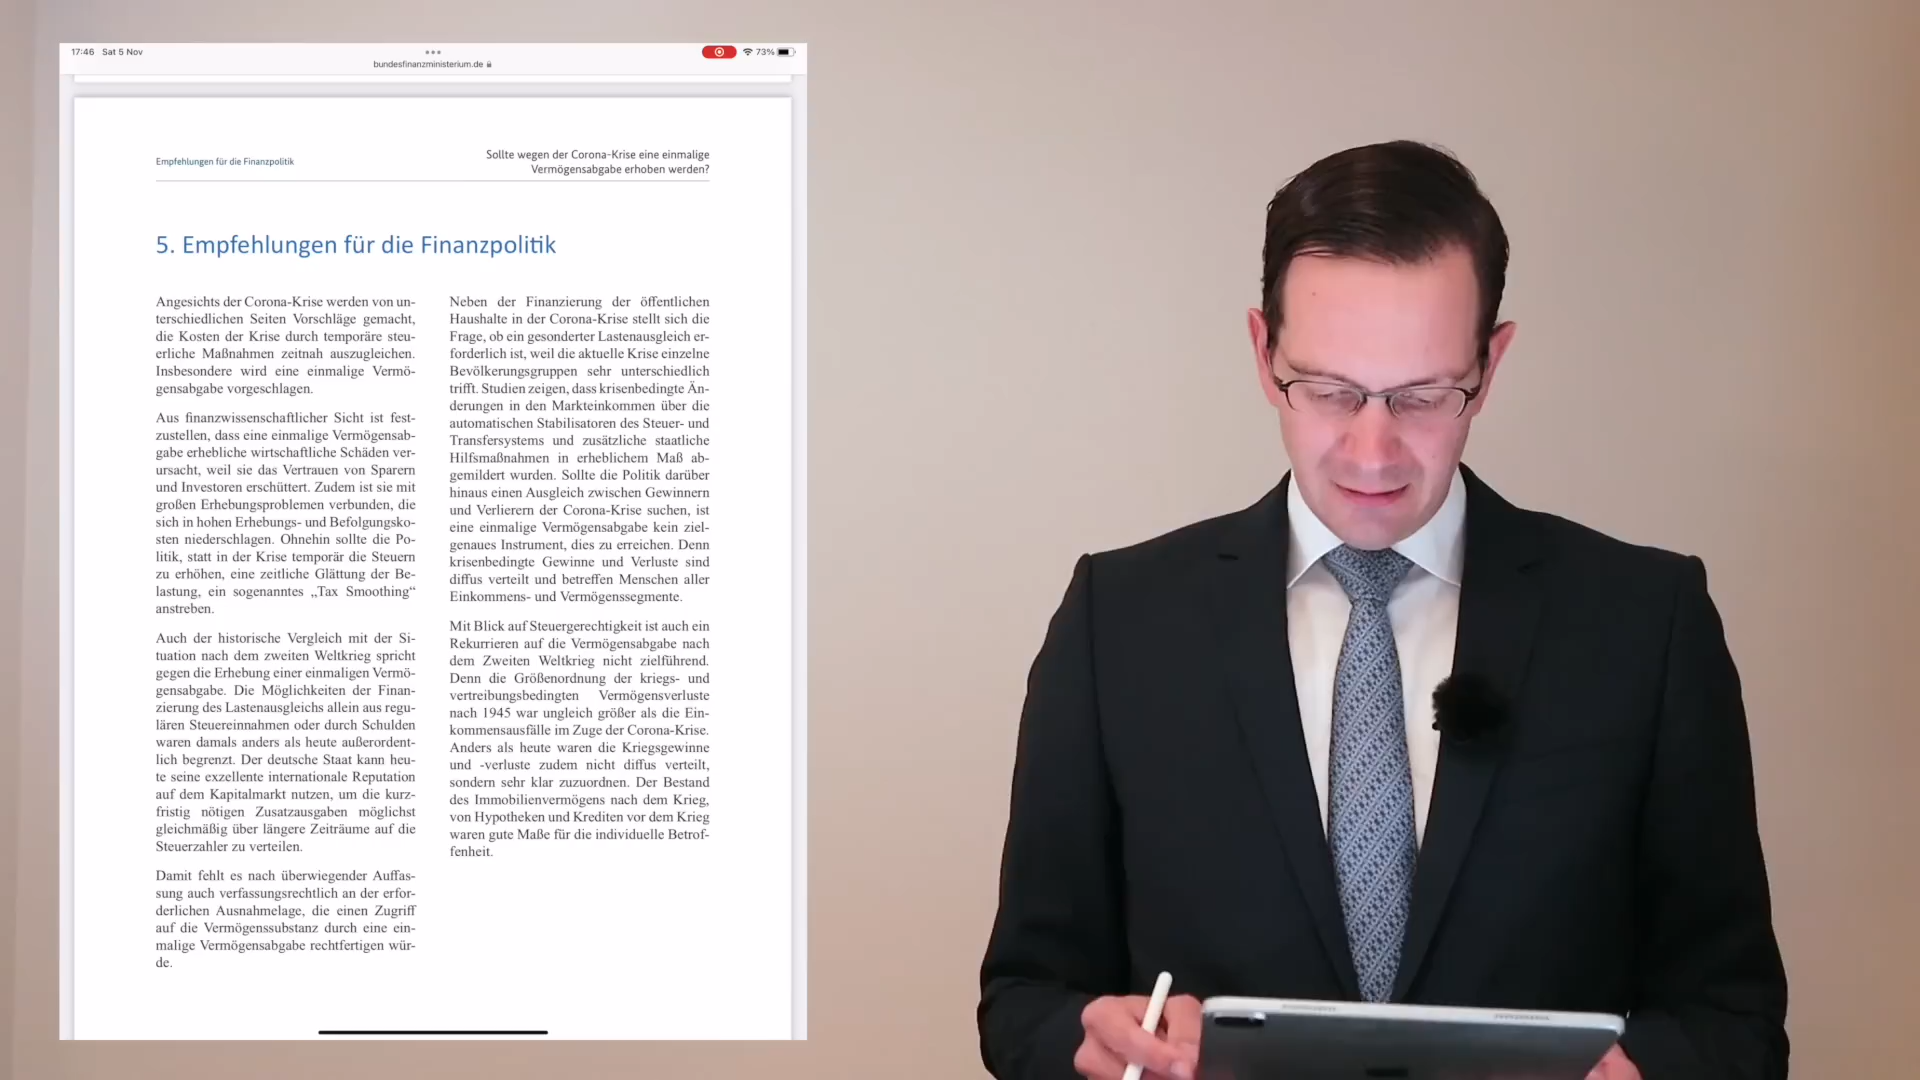 17:46 Sat 5 Nov
73%
bundesfinanzministerium.de
Empfehlungen für die Finanzpolitik
Sollte wegen der Corona-Krise eine einmalige
Vermögensabgabe erhoben werden?
5. Empfehlungen für die Finanzpolitik
Angesichts der Corona-Krise werden von un-
terschiedlichen Seiten Vorschläge gemacht,
die Kosten der Krise durch temporäre steu-
erliche Maßnahmen zeitnah auszugleichen.
Insbesondere wird eine einmalige Vermö-
gensabgabe vorgeschlagen.
Aus finanzwissenschaftlicher Sicht ist fest-
zustellen, dass eine einmalige Vermögensab-
gabe erhebliche wirtschaftliche Schäden ver-
ursacht, weil sie das Vertrauen von Sparern
und Investoren erschüttert. Zudem ist sie mit
großen Erhebungsproblemen verbunden, die
sich in hohen Erhebungs- und Befolgungsko-
sten niederschlagen. Ohnehin sollte die Po-
litik, statt in der Krise temporär die Steuern
zu erhöhen, eine zeitliche Glättung der Be-
lastung, ein sogenanntes „Tax Smoothing“
anstreben.
Auch der historische Vergleich mit der Si-
tuation nach dem zweiten Weltkrieg spricht
gegen die Erhebung einer einmaligen Vermö-
gensabgabe. Die Möglichkeiten der Finan-
zierung des Lastenausgleichs allein aus regu-
lären Steuereinnahmen oder durch Schulden
waren damals anders als heute außerordent-
lich begrenzt. Der deutsche Staat kann heu-
te seine exzellente internationale Reputation
auf dem Kapitalmarkt nutzen, um die kurz-
fristig nötigen Zusatzausgaben möglichst
gleichmäßig über längere Zeiträume auf die
Steuerzahler zu verteilen.
Damit fehlt es nach überwiegender Auffas-
sung auch verfassungsrechtlich an der erfor-
derlichen Ausnahmelage, die einen Zugriff
auf die Vermögenssubstanz durch eine ein-
malige Vermögensabgabe rechtfertigen wür-
de.
Neben der Finanzierung der öffentlichen
Haushalte in der Corona-Krise stellt sich die
Frage, ob ein gesonderter Lastenausgleich er-
forderlich ist, weil die aktuelle Krise einzelne
Bevölkerungsgruppen sehr unterschiedlich
trifft. Studien zeigen, dass krisenbedingte Än-
derungen in den Markteinkommen über die
automatischen Stabilisatoren des Steuer- und
Transfersystems und zusätzliche staatliche
Hilfsmaßnahmen in erheblichem Maß ab-
gemildert wurden. Sollte die Politik darüber
hinaus einen Ausgleich zwischen Gewinnern
und Verlierern der Corona-Krise suchen, ist
eine einmalige Vermögensabgabe kein ziel-
genaues Instrument, dies zu erreichen. Denn
krisenbedingte Gewinne und Verluste sind
diffus verteilt und betreffen Menschen aller
Einkommens- und Vermögenssegmente.
Mit Blick auf Steuergerechtigkeit ist auch ein
Rekurrieren auf die Vermögensabgabe nach
dem Zweiten Weltkrieg nicht zielführend.
Denn die Größenordnung der kriegs- und
vertreibungsbedingten Vermögensverluste
nach 1945 war ungleich größer als die Ein-
kommensausfälle im Zuge der Corona-Krise.
Anders als heute waren die Kriegsgewinne
und -verluste zudem nicht diffus verteilt,
sondern sehr klar zuzuordnen. Der Bestand
des Immobilienvermögens nach dem Krieg,
von Hypotheken und Krediten vor dem Krieg
waren gute Maße für die individuelle Betrof-
fenheit.